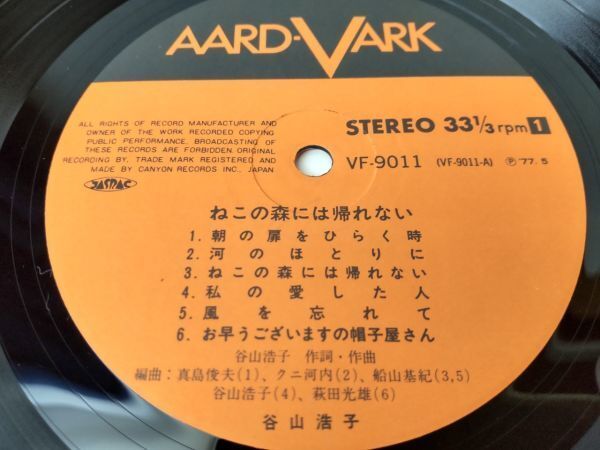 AARD-VARK
ALL RIGHTS OF RECORD MANUFACTURER AND
OWNER OF THE WORK RECORDED COPYING
PUBLIC PERFORMANCE. BROADCASTING OF
THESE RECORDS ARE FORBIDDEN. ORIGINAL
RECORDING BY. TRADE MARK REGISTERED AND
MADE BY CANYON RECORDS INC., JAPAN.
JASRAC
STEREO 33 1/3 rpm 1
VF-9011 (VF-9011-A) Ⓟ'77.5
ねこの森には帰れない
1.朝の扉をひらく時
2.河のほとりに
3.ねこの森には帰れない
4.私の愛した人
5.風を忘れて
6.お早うございますの帽子屋さん
谷山浩子 作詞・作曲
編曲:真島俊夫(1)、クニ河内(2)、船山基紀(3,5)
谷山浩子(4)、萩田光雄(6)
谷山浩子